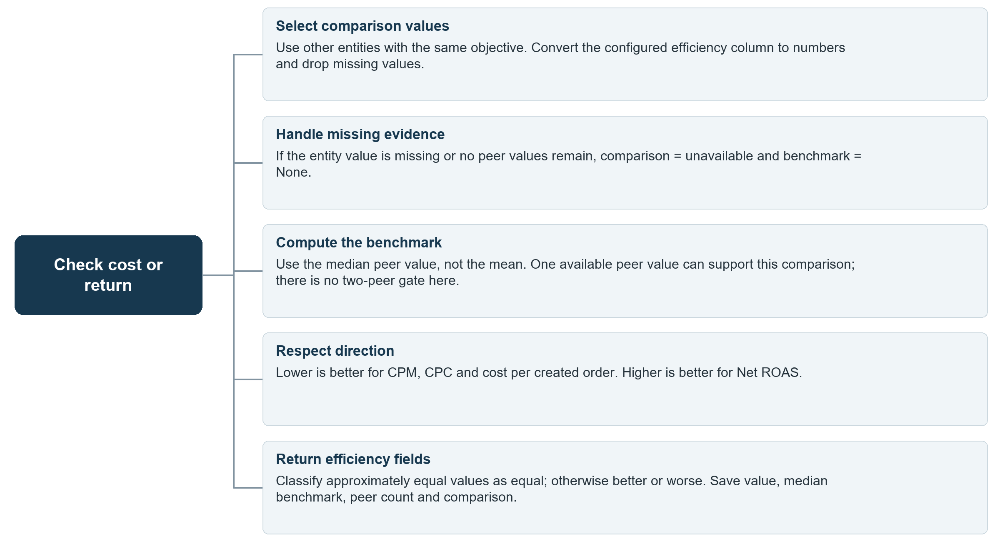 Check cost or
return
Select comparison values
Use other entities with the same objective. Convert the configured efficiency column to numbers
and drop missing values.
Handle missing evidence
If the entity value is missing or no peer values remain, comparison = unavailable and benchmark =
None.
Compute the benchmark
Use the median peer value, not the mean. One available peer value can support this comparison;
there is no two-peer gate here.
Respect direction
Lower is better for CPM, CPC and cost per created order. Higher is better for Net ROAS.
Return efficiency fields
Classify approximately equal values as equal; otherwise better or worse. Save value, median
benchmark, peer count and comparison.